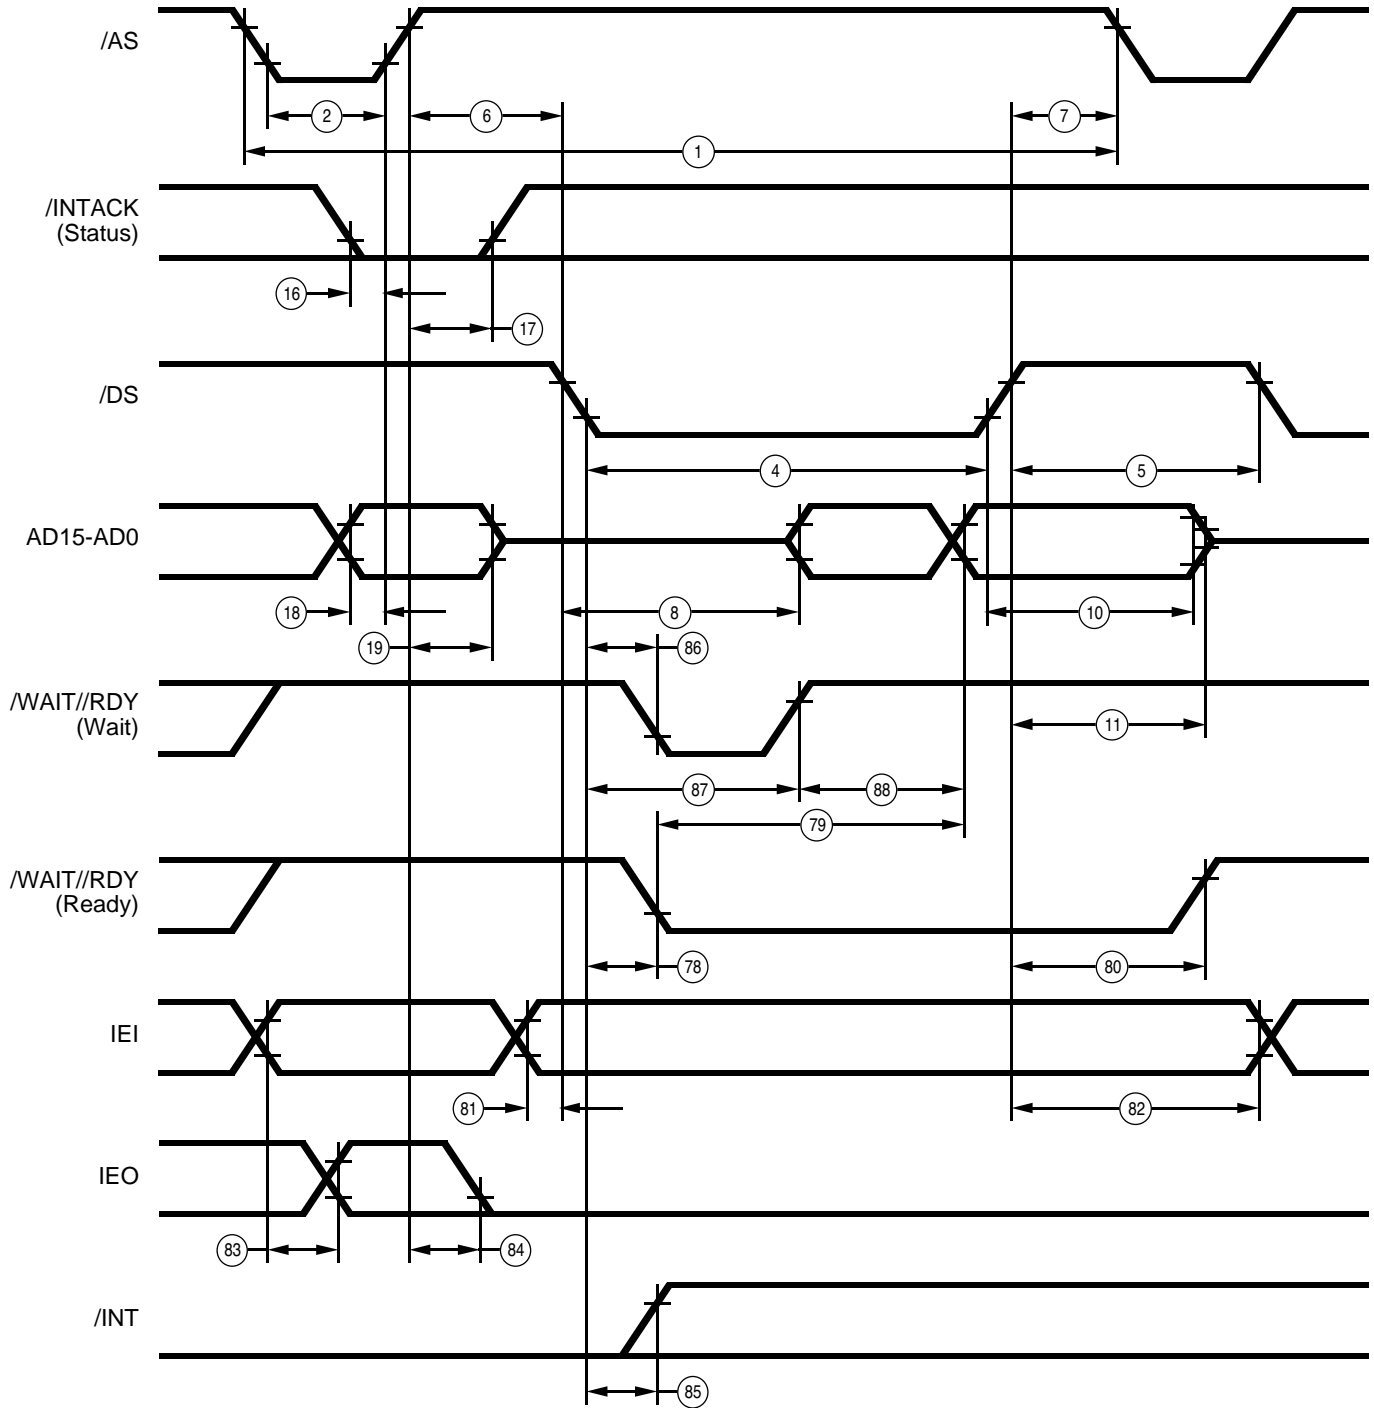 /AS
2
6
7
1
/INTACK
(Status)
16
17
/DS
4
5
AD15-AD0
18
8
10
19
86
/WAIT//RDY
(Wait)
11
87
88
79
/WAIT//RDY
(Ready)
78
80
IEI
81
82
IEO
83
84
/INT
85